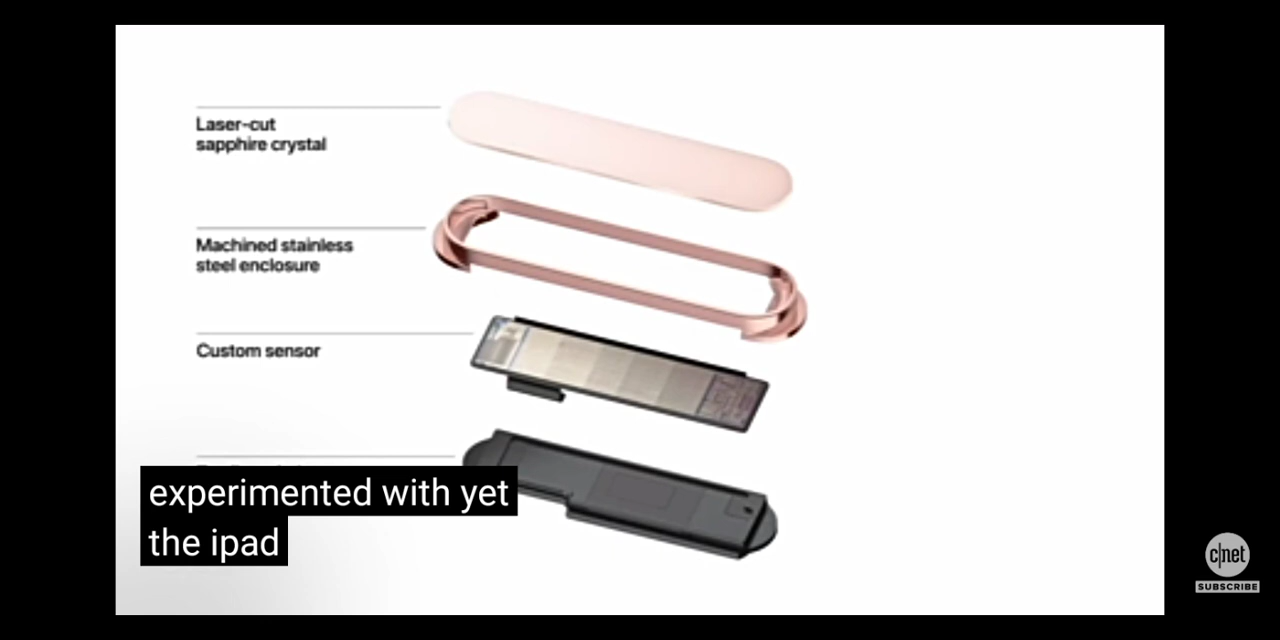 Laser-cut
sapphire crystal
Machined stainless
steel enclosure
Custom sensor
experimented with yet
the ipad
c|net
SUBSCRIBE